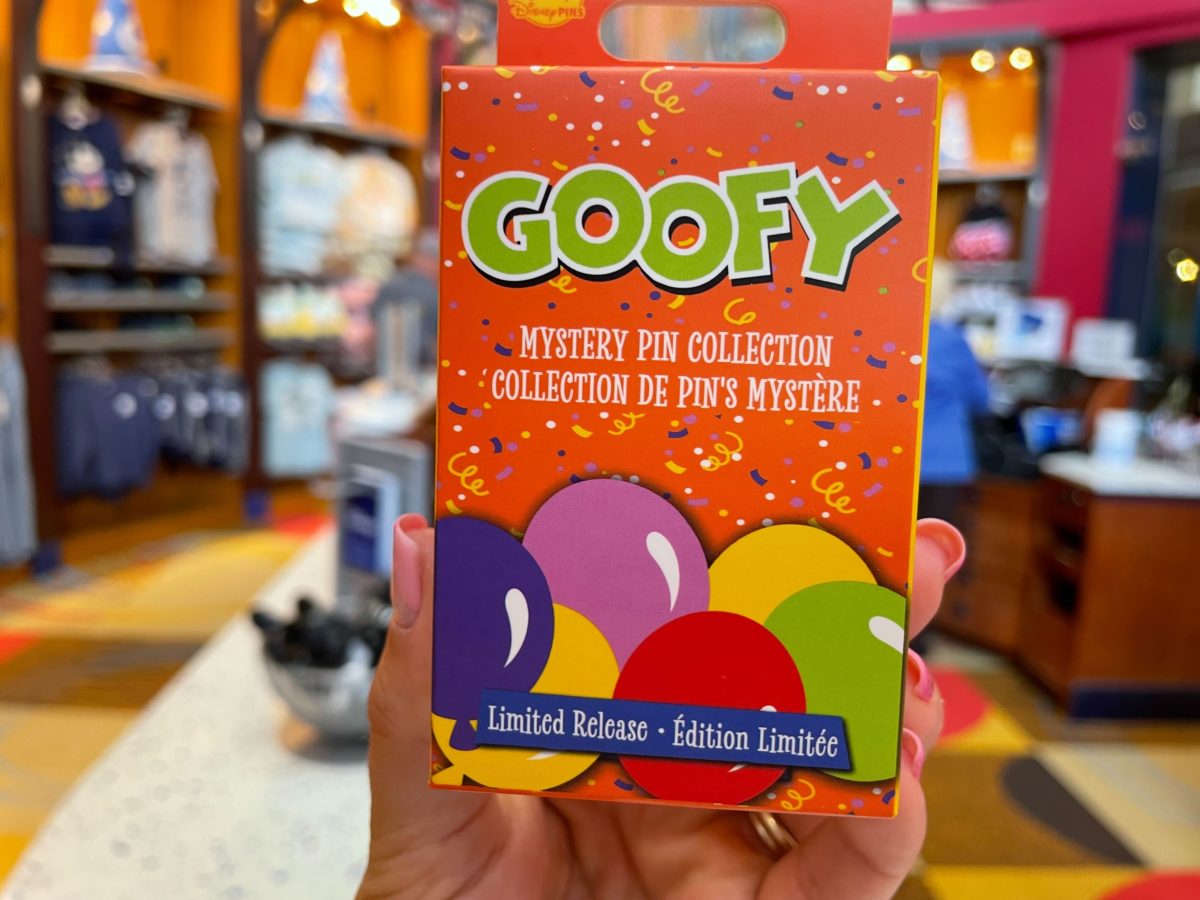 Disney PINS
GOOFY
MYSTERY PIN COLLECTION
COLLECTION DE PIN'S MYSTÈRE
Limited Release • Édition Limitée